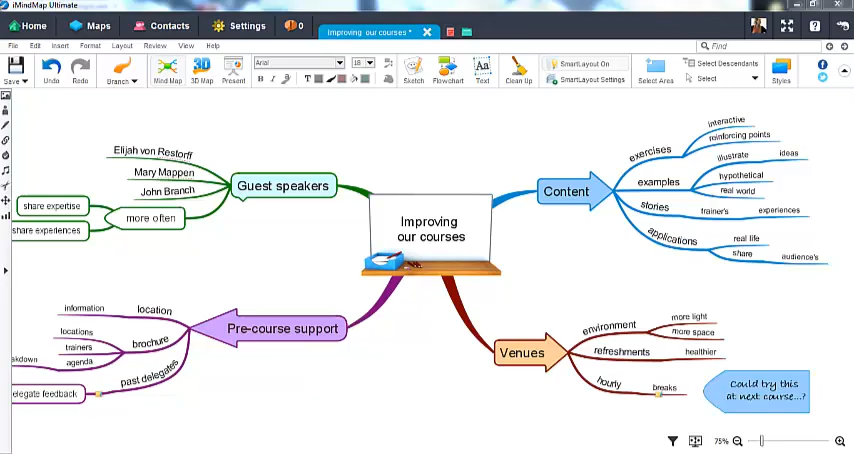 iMindMap Ultimate
Home Maps Contacts Settings 0 Improving our courses *
File Edit Insert Format Layout Review View Help Find
Arial 18
SmartLayout On
SmartLayout Settings
Select Descendants
Select
B I T
Save Undo Redo Branch Mind Map 3D Map Present Sketch Flowchart Text Clean Up Select Area Styles
Aa
Improving
our courses
Guest speakers
Elijah von Restorff
Mary Mappen
John Branch
more often
share expertise
share experiences
Content
exercises
interactive
reinforcing points
examples
illustrate
ideas
hypothetical
real world
stories
trainer's
experiences
applications
real life
share
audience's
Pre-course support
location
information
brochure
locations
trainers
agenda
akdown
past delegates
elegate feedback
Venues
environment
more light
more space
refreshments
healthier
hourly
breaks
Could try this
at next course...?
75%